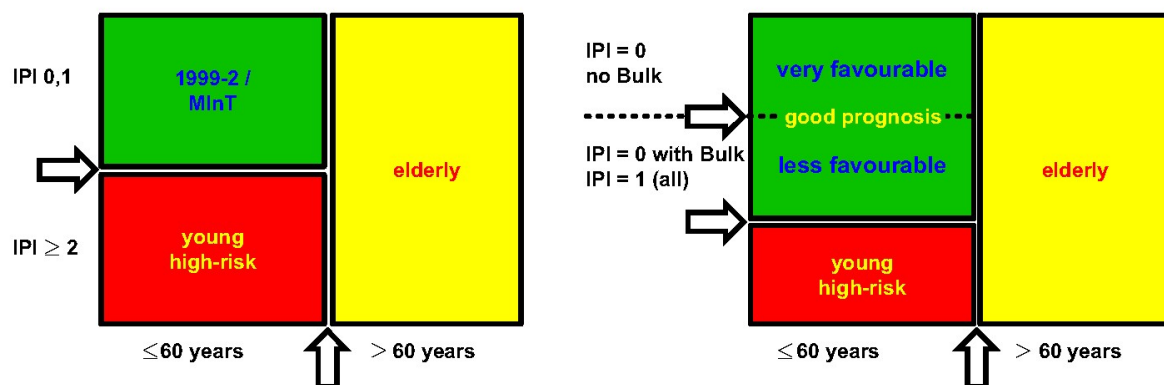 IPI 0,1
1999-2 /
MInT
elderly
IPI ≥ 2
young
high-risk
≤60 years
> 60 years
IPI = 0
no Bulk
very favourable
good prognosis
IPI = 0 with Bulk
IPI = 1 (all)
less favourable
elderly
young
high-risk
≤60 years
> 60 years